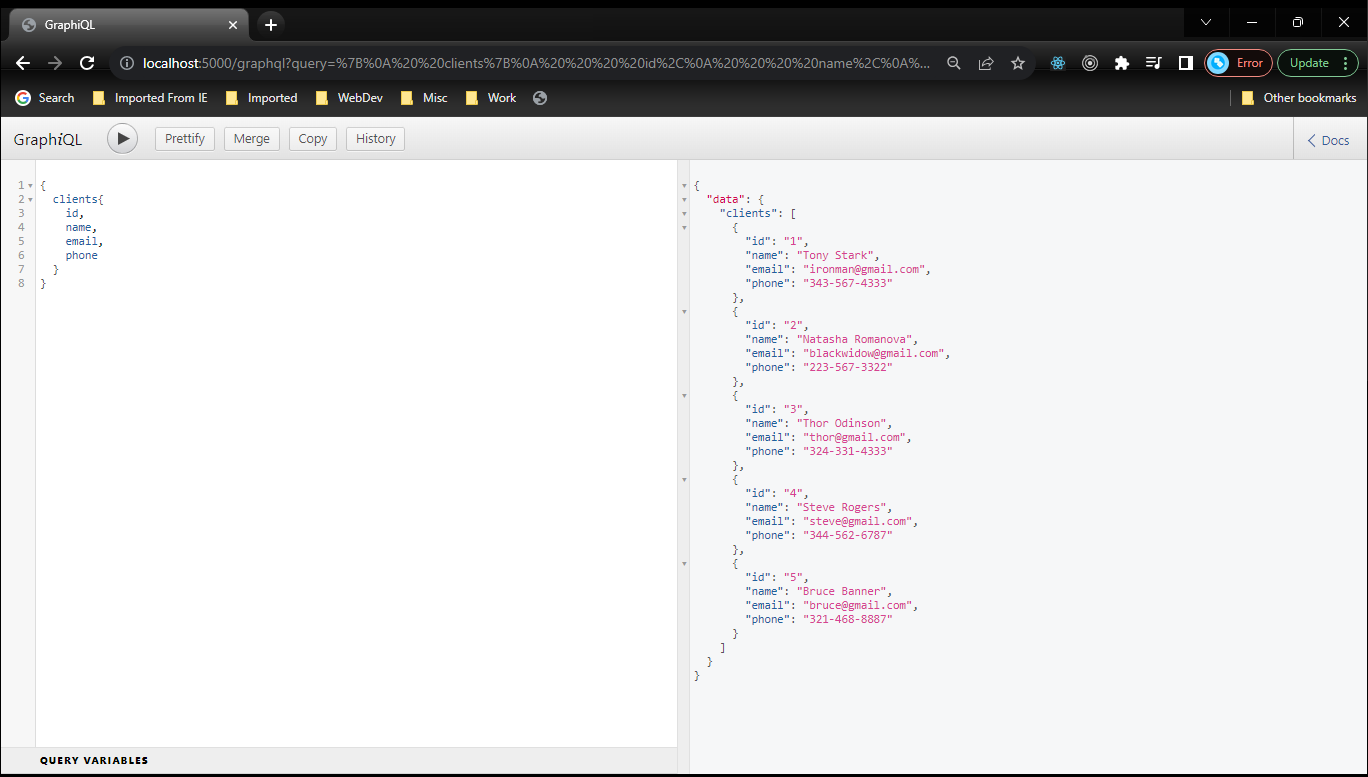 GraphiQL
localhost:5000/graphql?query=%7B%0A%20%20clients%7B%0A%20%20%20%20id%2C%0A%20%20%20%20name%2C%0A%...
Error
Update
Search
Imported From IE
Imported
WebDev
Misc
Work
Other bookmarks
GraphiQL
Prettify
Merge
Copy
History
Docs
1 {
2 clients{
3 id,
4 name,
5 email,
6 phone
7 }
8 }
QUERY VARIABLES
{
"data": {
"clients": [
{
"id": "1",
"name": "Tony Stark",
"email": "ironman@gmail.com",
"phone": "343-567-4333"
},
{
"id": "2",
"name": "Natasha Romanova",
"email": "blackwidow@gmail.com",
"phone": "223-567-3322"
},
{
"id": "3",
"name": "Thor Odinson",
"email": "thor@gmail.com",
"phone": "324-331-4333"
},
{
"id": "4",
"name": "Steve Rogers",
"email": "steve@gmail.com",
"phone": "344-562-6787"
},
{
"id": "5",
"name": "Bruce Banner",
"email": "bruce@gmail.com",
"phone": "321-468-8887"
}
]
}
}